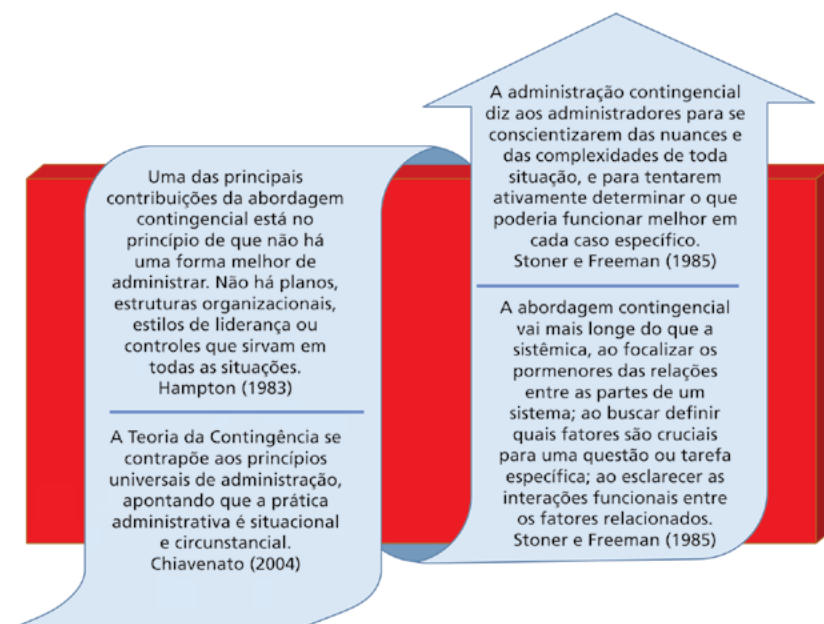 Uma das principais
contribuições da abordagem
contingencial está no
princípio de que não há
uma forma melhor de
administrar. Não há planos,
estruturas organizacionais,
estilos de liderança ou
controles que sirvam em
todas as situações.
Hampton (1983)
A Teoria da Contingência se
contrapõe aos princípios
universais de administração,
apontando que a prática
administrativa é situacional
e circunstancial.
Chiavenato (2004)
A administração contingencial
diz aos administradores para se
conscientizarem das nuances e
das complexidades de toda
situação, e para tentarem
ativamente determinar o que
poderia funcionar melhor em
cada caso específico.
Stoner e Freeman (1985)
A abordagem contingencial
vai mais longe do que a
sistêmica, ao focalizar os
pormenores das relações
entre as partes de um
sistema; ao buscar definir
quais fatores são cruciais
para uma questão ou tarefa
específica; ao esclarecer as
interações funcionais entre
os fatores relacionados.
Stoner e Freeman (1985)